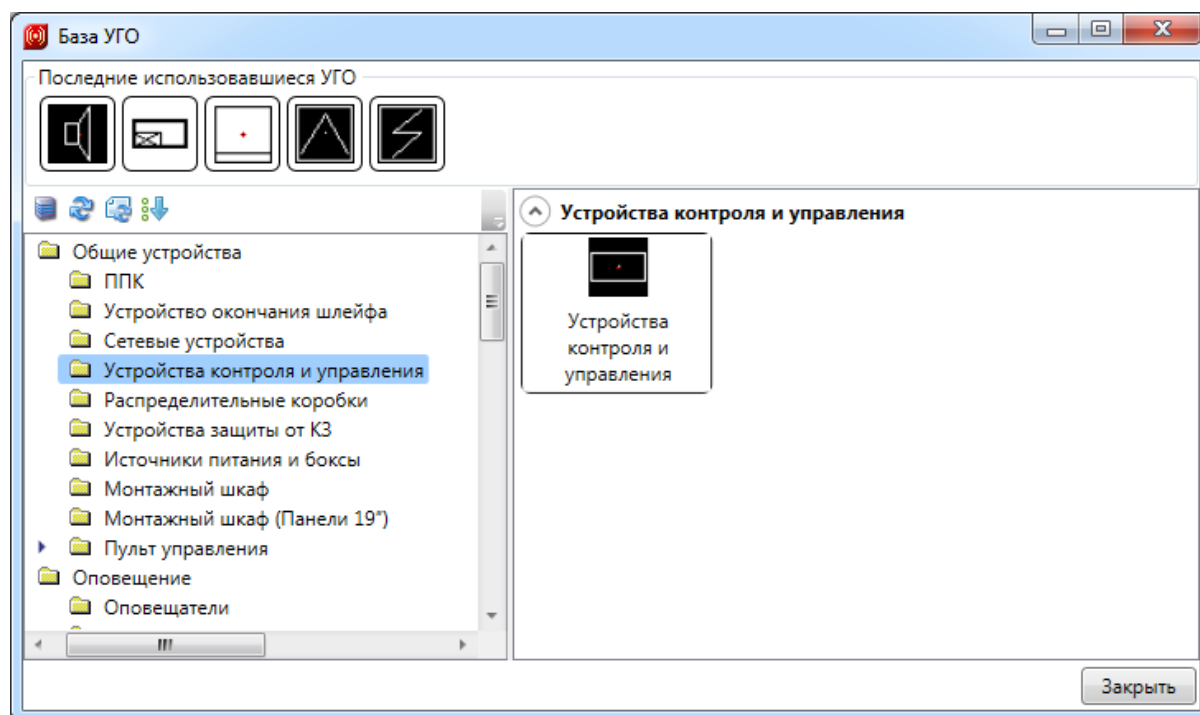 База УГО
Последние использовавшиеся УГО
Общие устройства
ППК
Устройство окончания шлейфа
Сетевые устройства
Устройства контроля и управления
Распределительные коробки
Устройства защиты от КЗ
Источники питания и боксы
Монтажный шкаф
Монтажный шкаф (Панели 19")
Пульт управления
Оповещение
Оповещатели
Устройства контроля и управления
Устройства
контроля и
управления
Закрыть